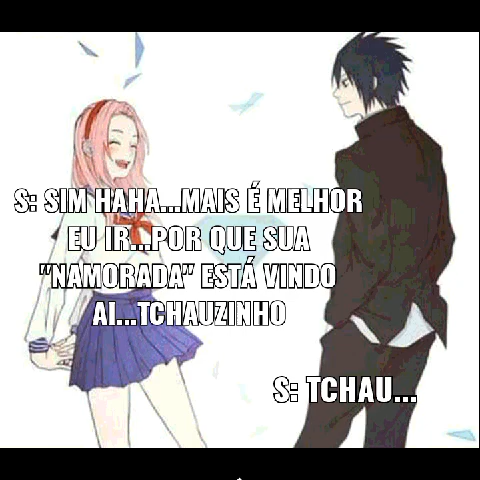 S: SIM HAHA...MAIS É MELHOR
EU IR...POR QUE SUA
"NAMORADA" ESTÁ VINDO
AI...TCHAUZINHO
S: TCHAU...